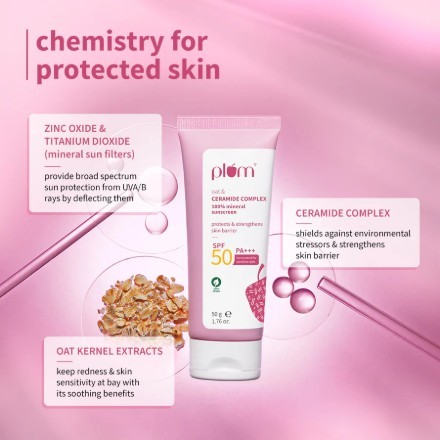 chemistry for
protected skin
ZINC OXIDE &
TITANIUM DIOXIDE
(mineral sun filters)
provide broad spectrum
sun protection from UVA/B
rays by deflecting them
plum
oat &
CERAMIDE COMPLEX
100% mineral
SUNSCREEN
protects & strengthens
skin barrier
SPF
50 PA+++
50 g e
1.76 oz.
CERAMIDE COMPLEX
shields against environmental
stressors & strengthens
skin barrier
OAT KERNEL EXTRACTS
keep redness & skin
sensitivity at bay with
its soothing benefits